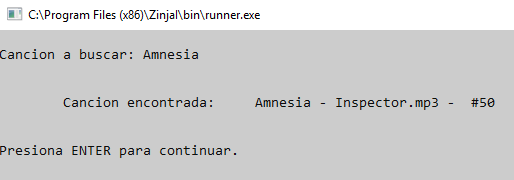 C:\Program Files (x86)\Zinjal\bin\runner.exe
Cancion a buscar: Amnesia
Cancion encontrada: Amnesia - Inspector.mp3 - #50
Presiona ENTER para continuar.